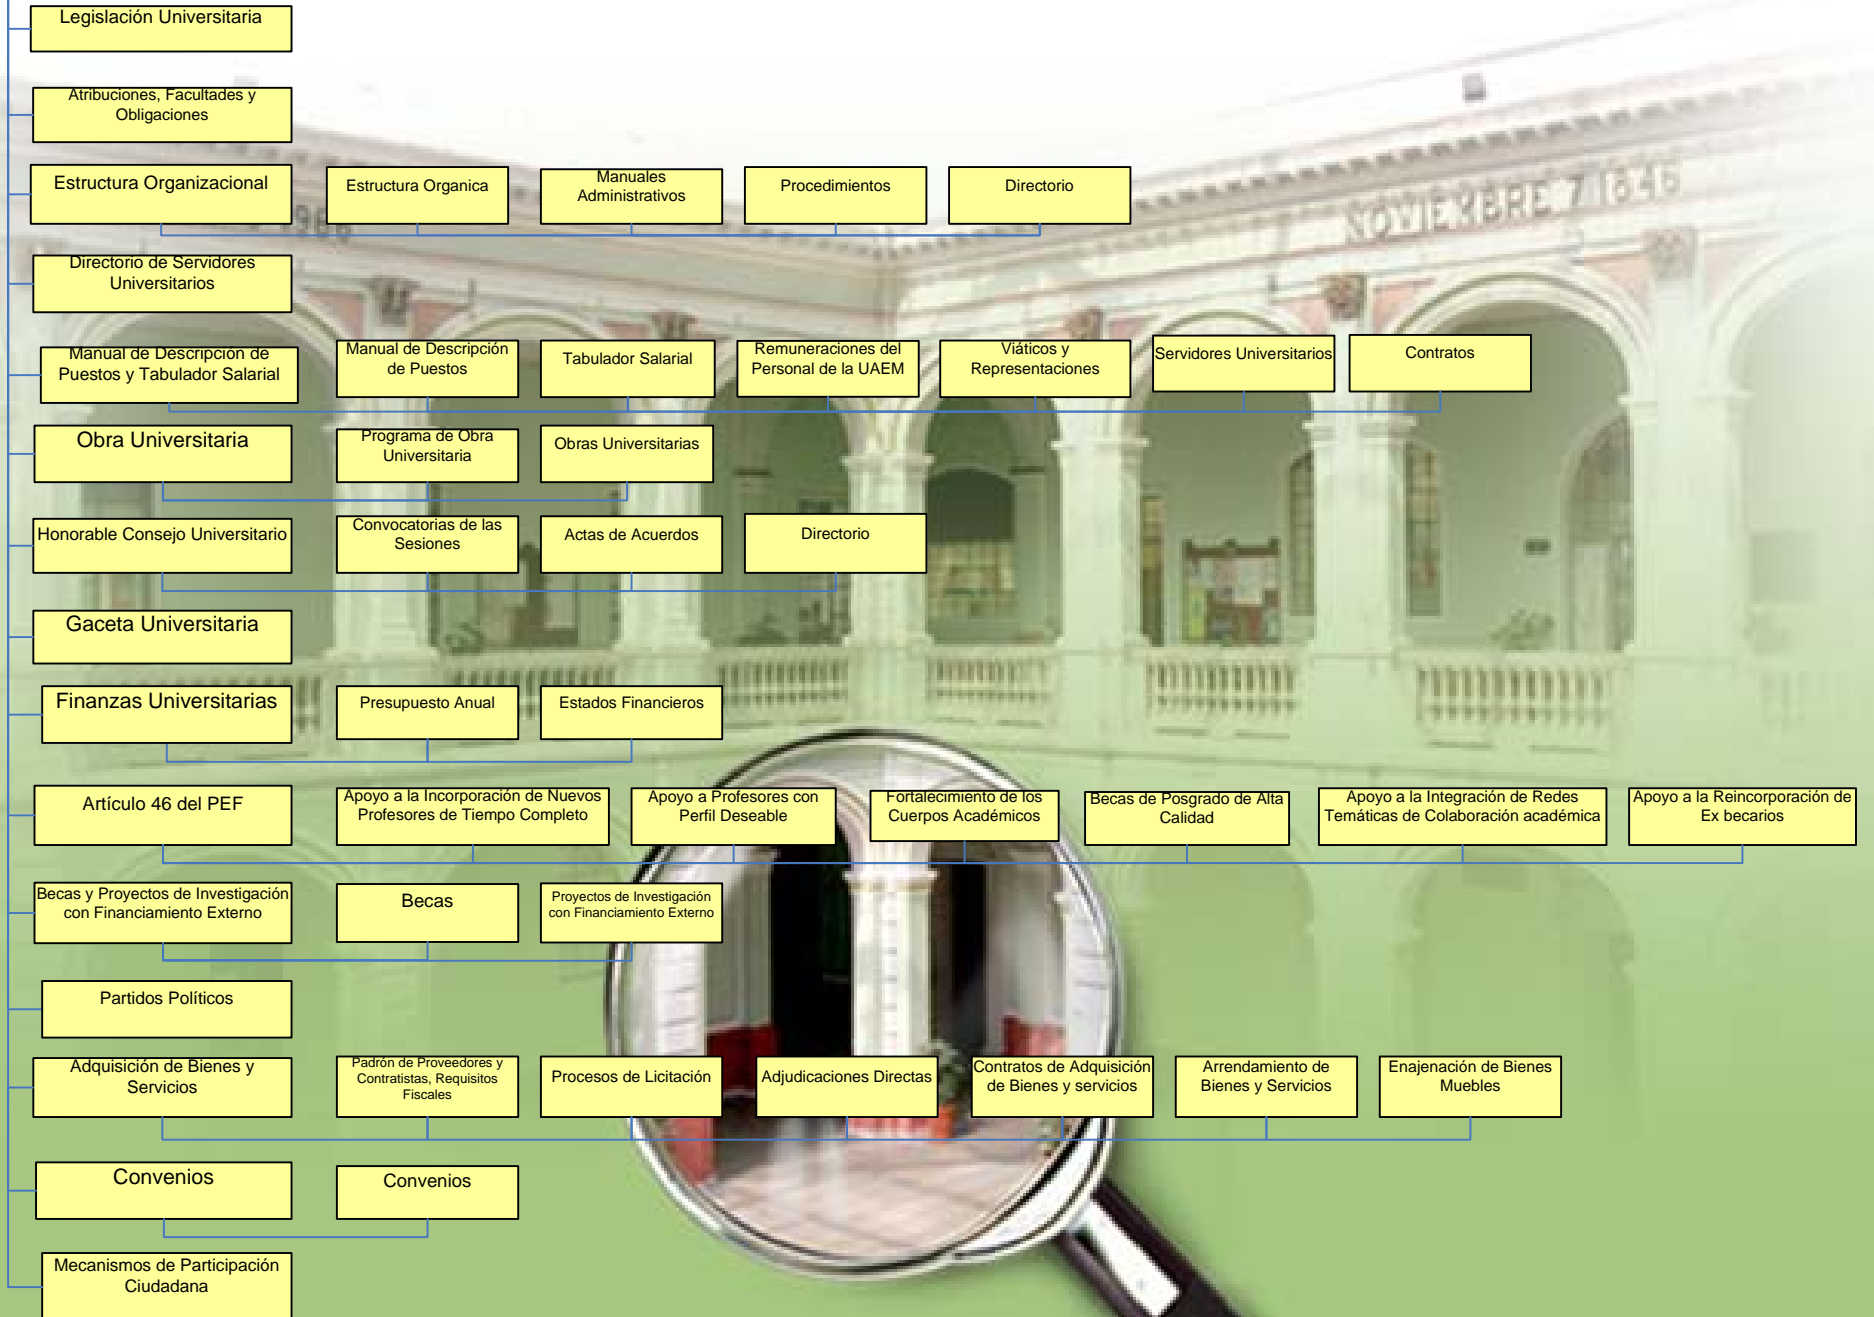 Legislación Universitaria
Atribuciones, Facultades y
Obligaciones
Estructura Organizacional
Estructura Organica
Manuales
Administrativos
Procedimientos
Directorio
NOVIEMBRE 7 1846
Directorio de Servidores
Universitarios
Manual de Descripción de
Puestos y Tabulador Salarial
Manual de Descripción
de Puestos
Tabulador Salarial
Remuneraciones del
Personal de la UAEM
Viáticos y
Representaciones
Servidores Universitarios
Contratos
Obra Universitaria
Programa de Obra
Universitaria
Obras Universitarias
Honorable Consejo Universitario
Convocatorias de las
Sesiones
Actas de Acuerdos
Directorio
Gaceta Universitaria
Finanzas Universitarias
Presupuesto Anual
Estados Financieros
Artículo 46 del PEF
Apoyo a la Incorporación de Nuevos
Profesores de Tiempo Completo
Apoyo a Profesores con
Perfil Deseable
Fortalecimiento de los
Cuerpos Académicos
Becas de Posgrado de Alta
Calidad
Apoyo a la Integración de Redes
Temáticas de Colaboración académica
Apoyo a la Reincorporación de
Ex becarios
Becas y Proyectos de Investigación
con Financiamiento Externo
Becas
Proyectos de Investigación
con Financiamiento Externo
Partidos Políticos
Adquisición de Bienes y
Servicios
Padrón de Proveedores y
Contratistas, Requisitos
Fiscales
Procesos de Licitación
Adjudicaciones Directas
Contratos de Adquisición
de Bienes y servicios
Arrendamiento de
Bienes y Servicios
Enajenación de Bienes
Muebles
Convenios
Convenios
Mecanismos de Participación
Ciudadana